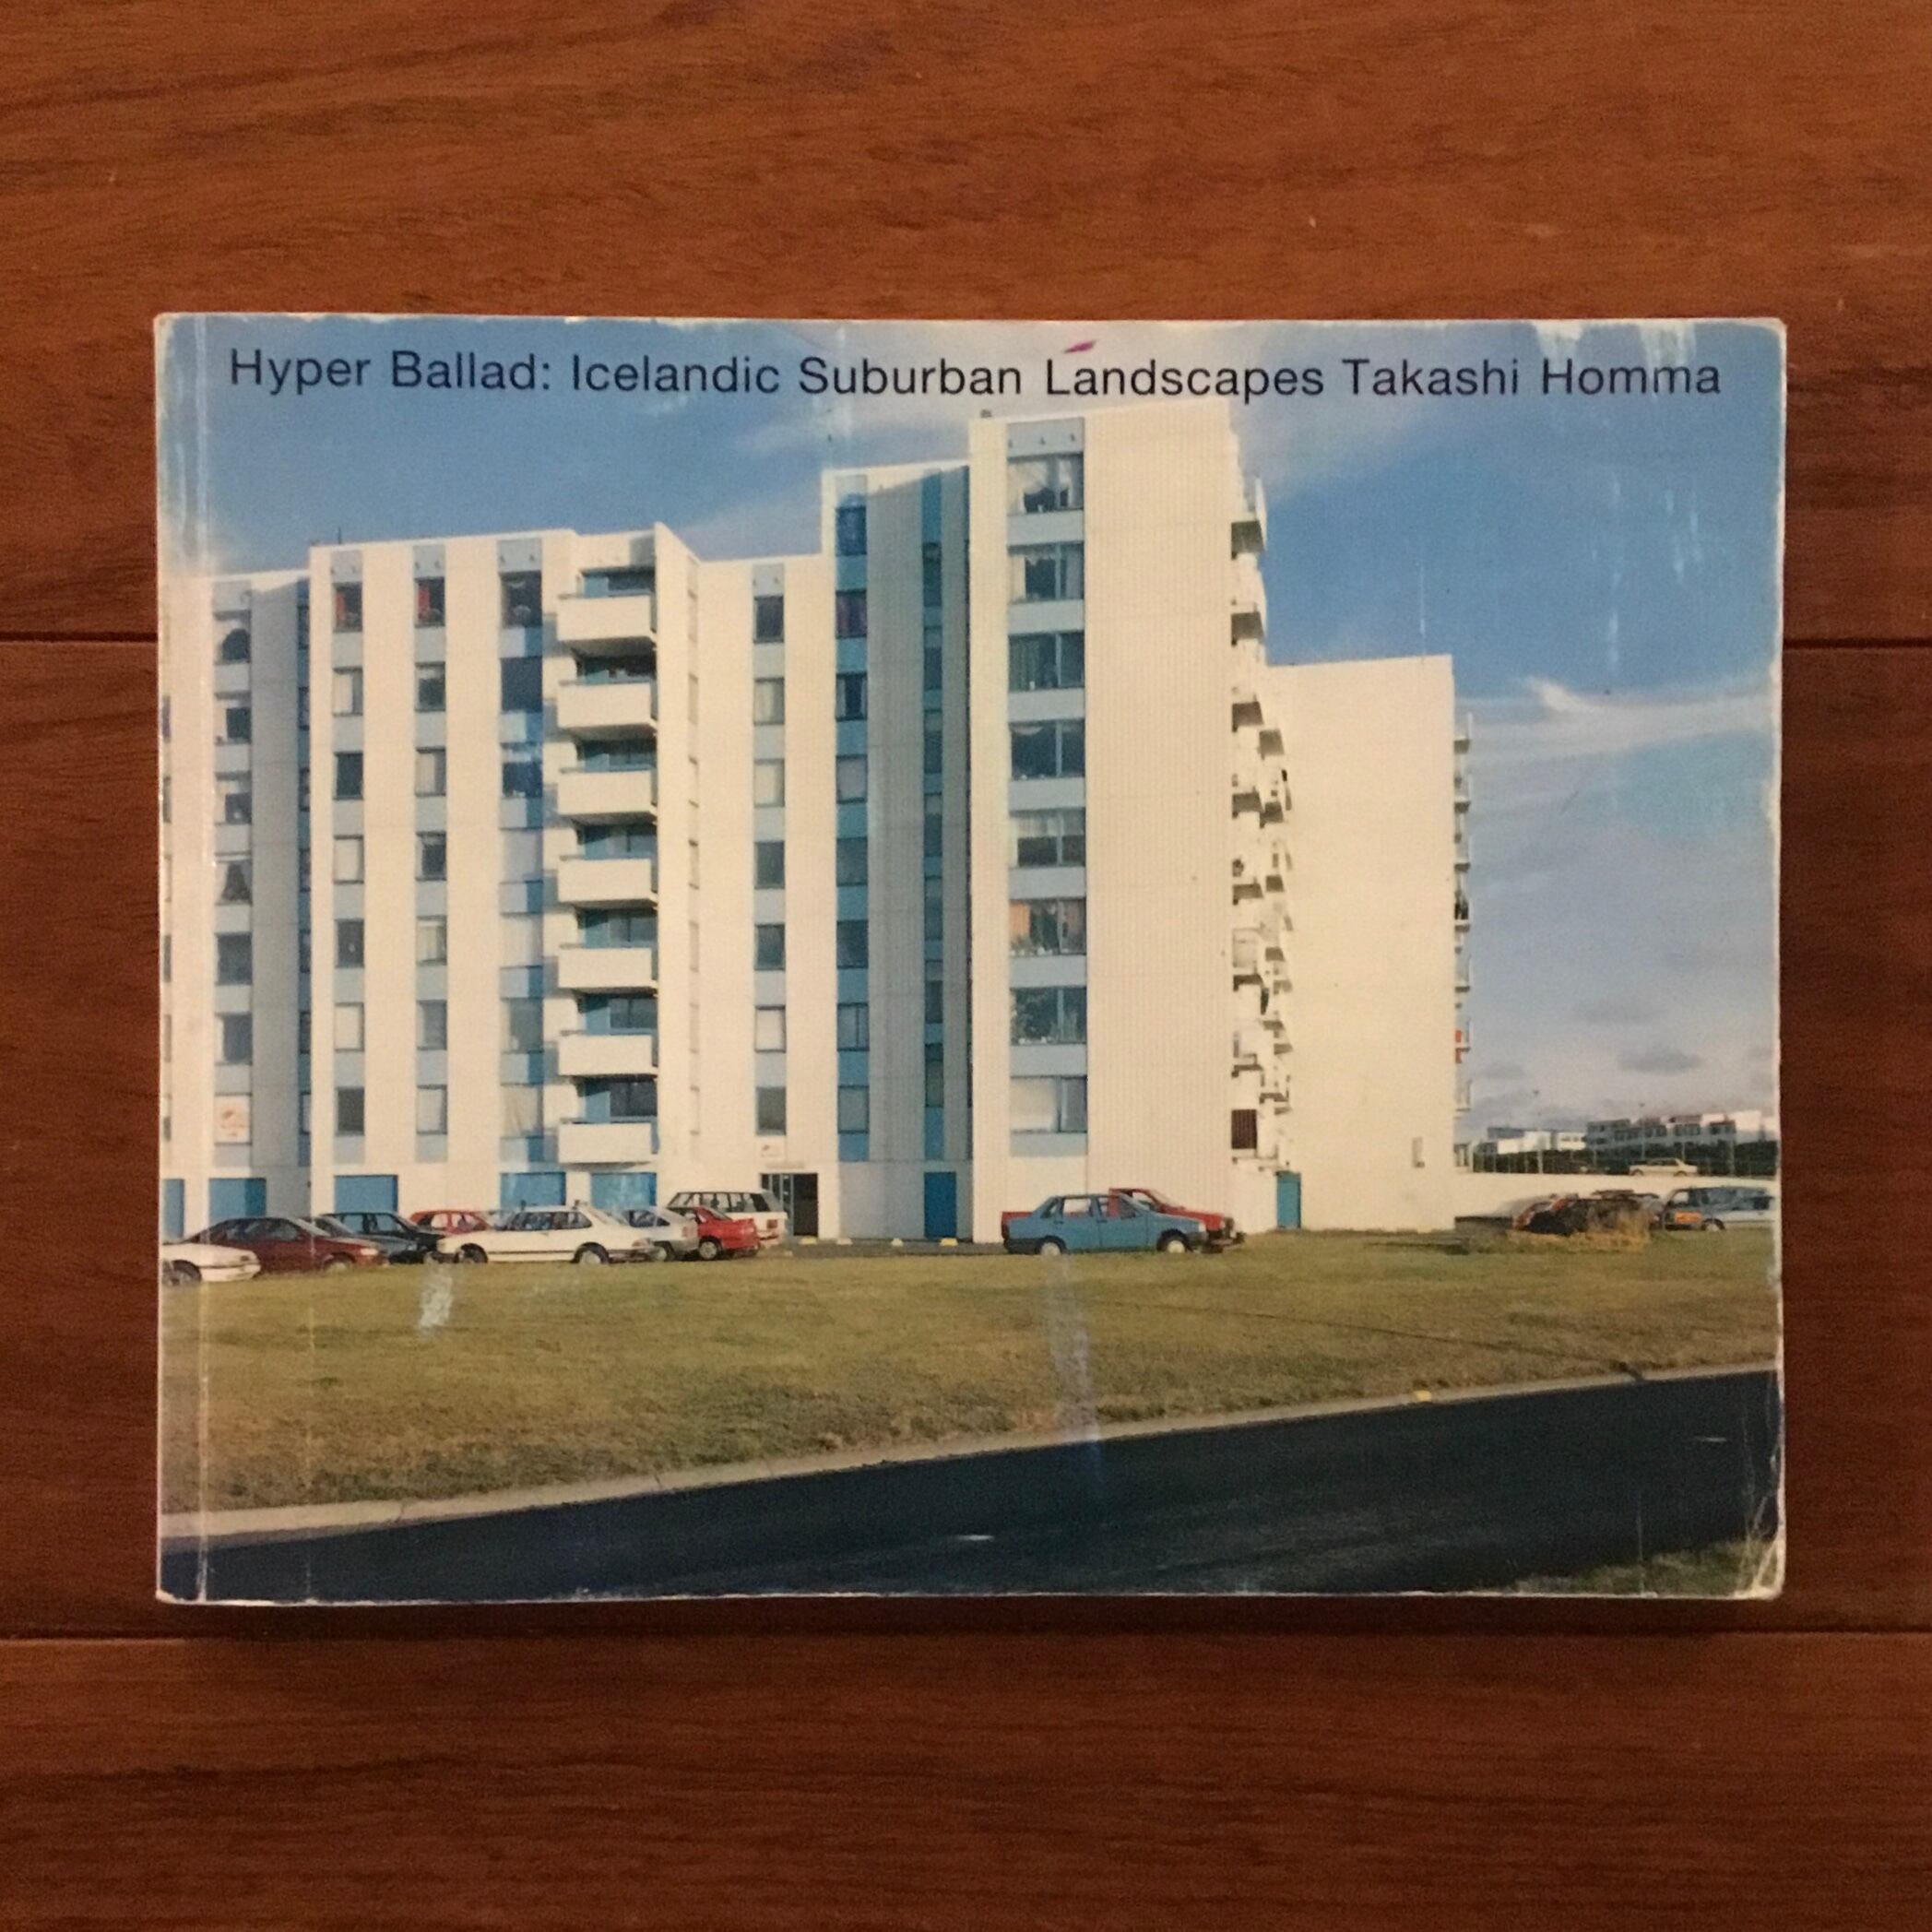 Hyper Ballad: Icelandic Suburban Landscapes Takashi Homma